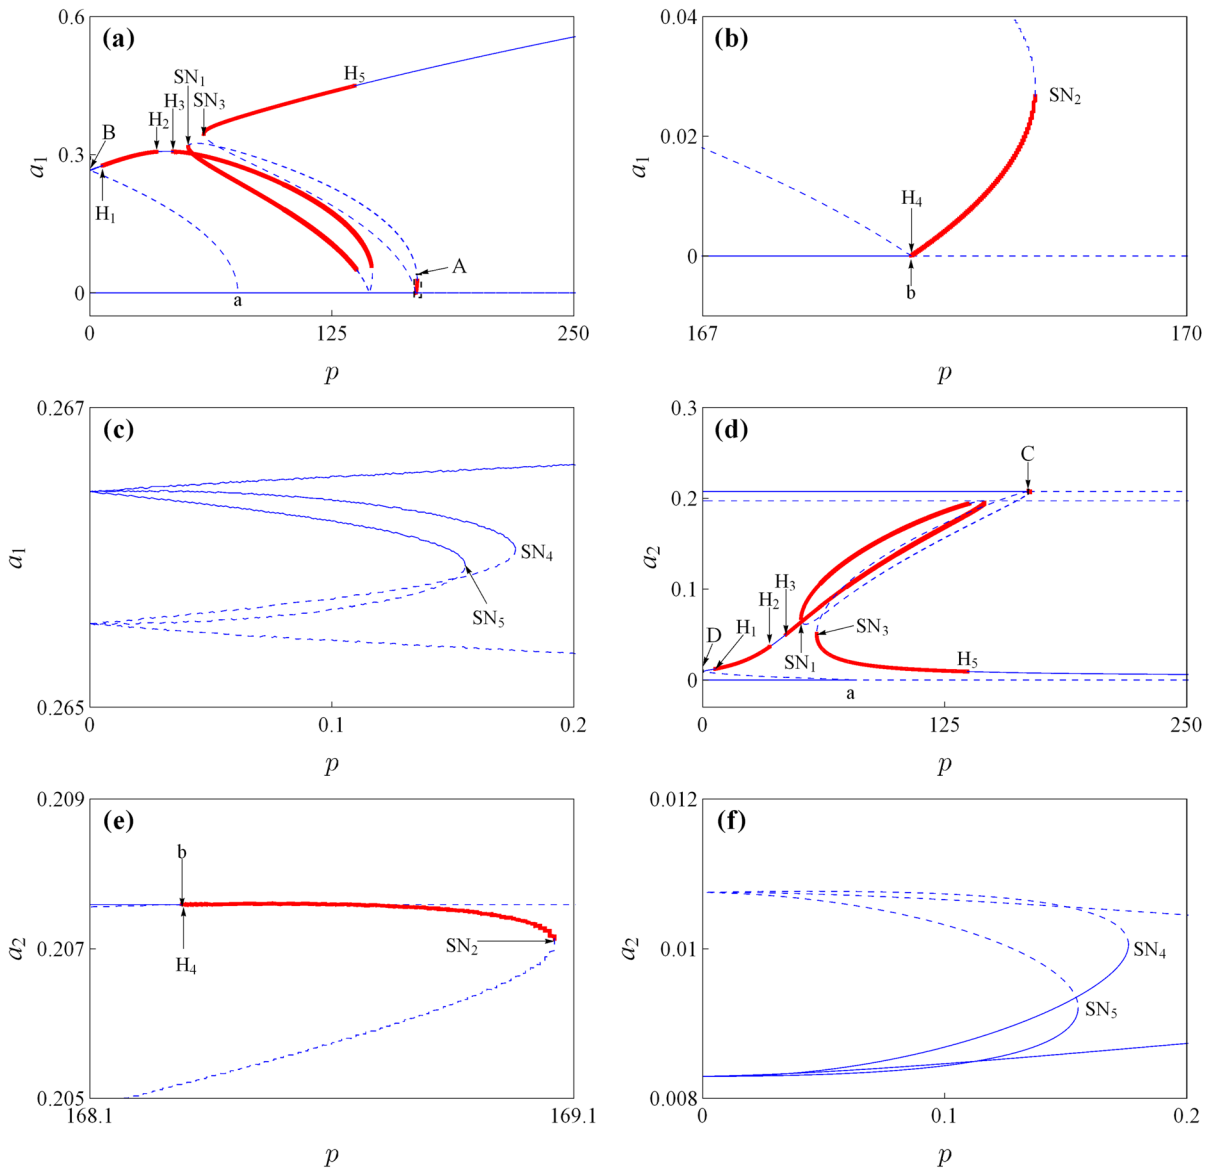 (a)
0.6
0.3
0
a₁
0
125
250
p
B
H₁
H₂
H₃
SN₁
SN₃
H₅
A
a
(b)
0.04
0.02
0
a₁
167
170
p
SN₂
H₄
b
(c)
0.267
0.265
a₁
0
0.1
0.2
p
SN₄
SN₅
(d)
0.3
0.2
0.1
0
a₂
0
125
250
p
C
D
H₁
H₂
H₃
SN₁
SN₃
H₅
a
(e)
0.209
0.207
0.205
a₂
168.1
169.1
p
b
H₄
SN₂
(f)
0.012
0.01
0.008
a₂
0
0.1
0.2
p
SN₄
SN₅